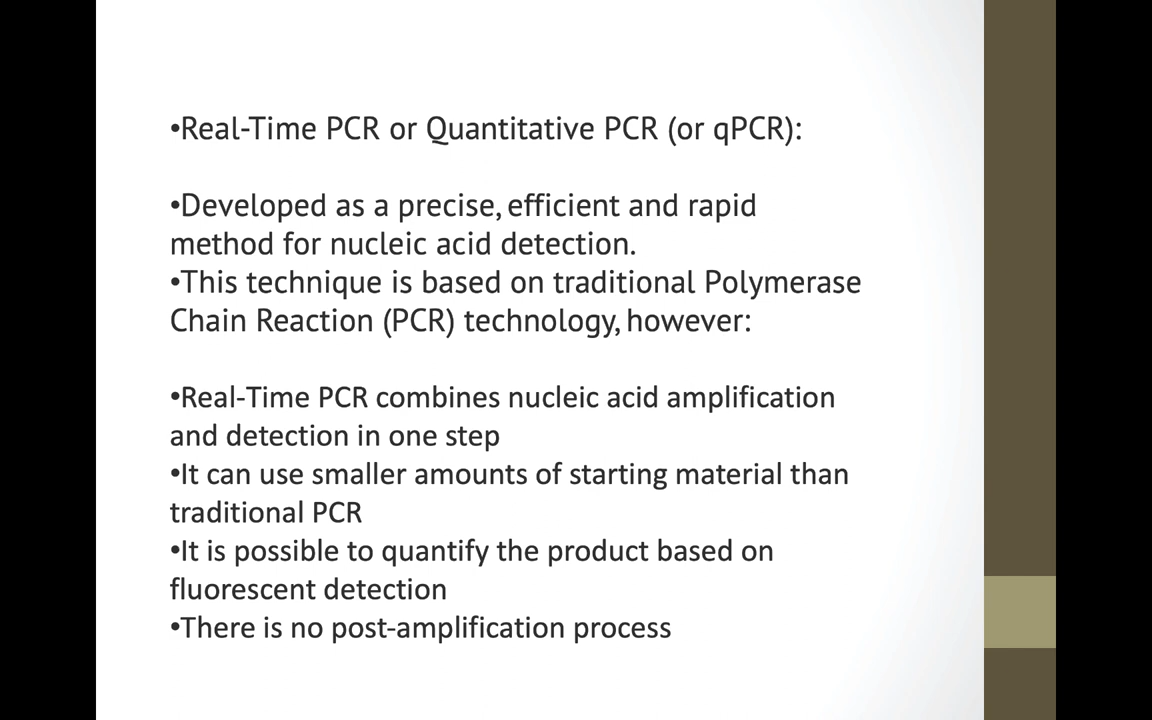 •Real-Time PCR or Quantitative PCR (or qPCR):
•Developed as a precise, efficient and rapid
method for nucleic acid detection.
•This technique is based on traditional Polymerase
Chain Reaction (PCR) technology, however:
•Real-Time PCR combines nucleic acid amplification
and detection in one step
•It can use smaller amounts of starting material than
traditional PCR
•It is possible to quantify the product based on
fluorescent detection
•There is no post-amplification process